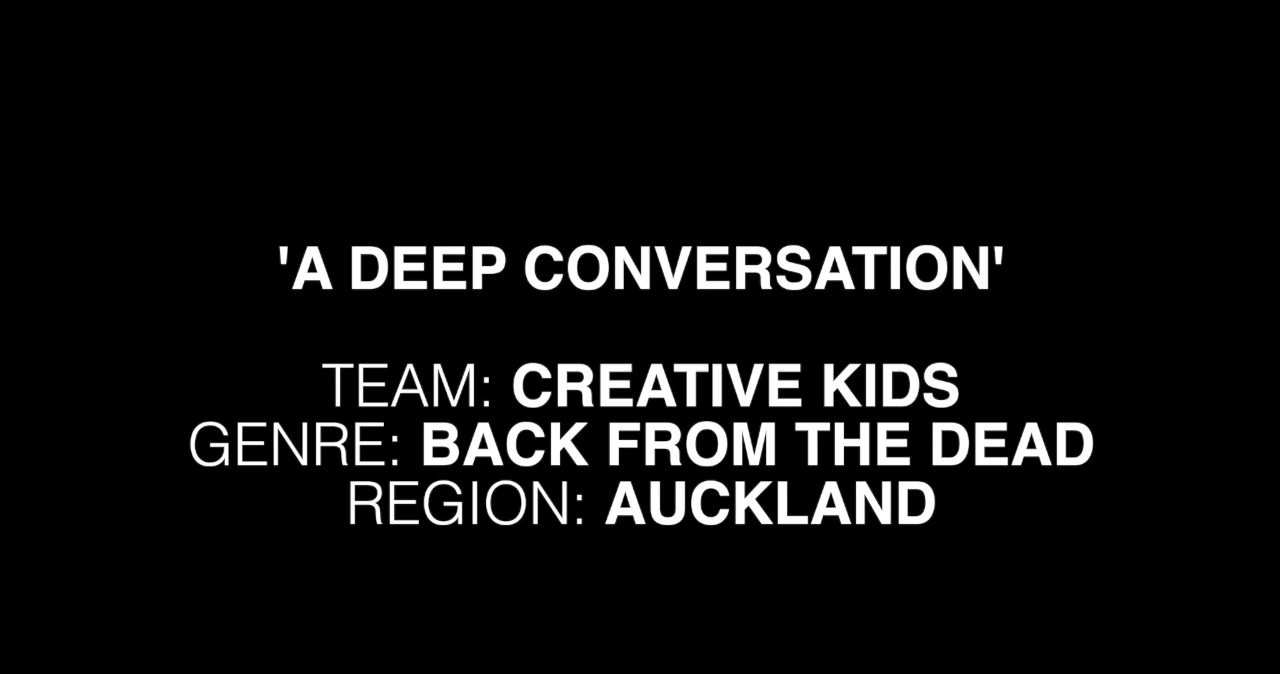 'A DEEP CONVERSATION'
TEAM: CREATIVE KIDS
GENRE: BACK FROM THE DEAD
REGION: AUCKLAND